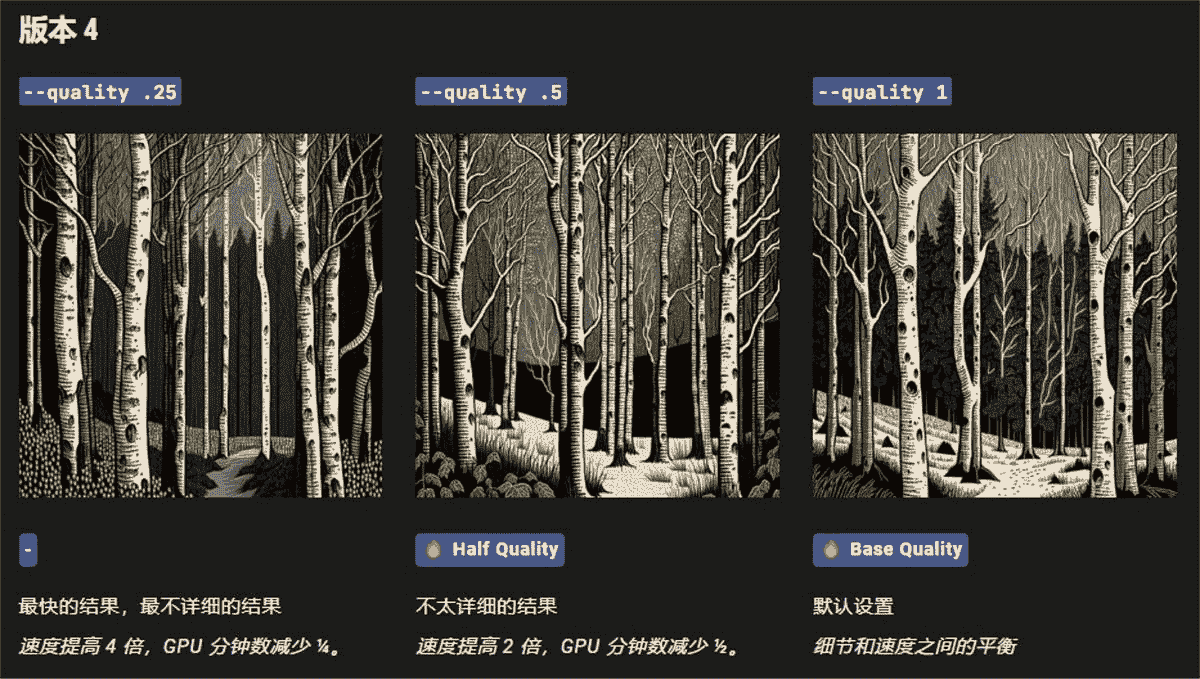 版本 4
--quality .25
--quality .5
--quality 1
-
Half Quality
Base Quality
最快的结果，最不详细的结果
不太详细的结果
默认设置
速度提高 4 倍，GPU 分钟数减少 ¼。
速度提高 2 倍，GPU 分钟数减少 ½。
细节和速度之间的平衡